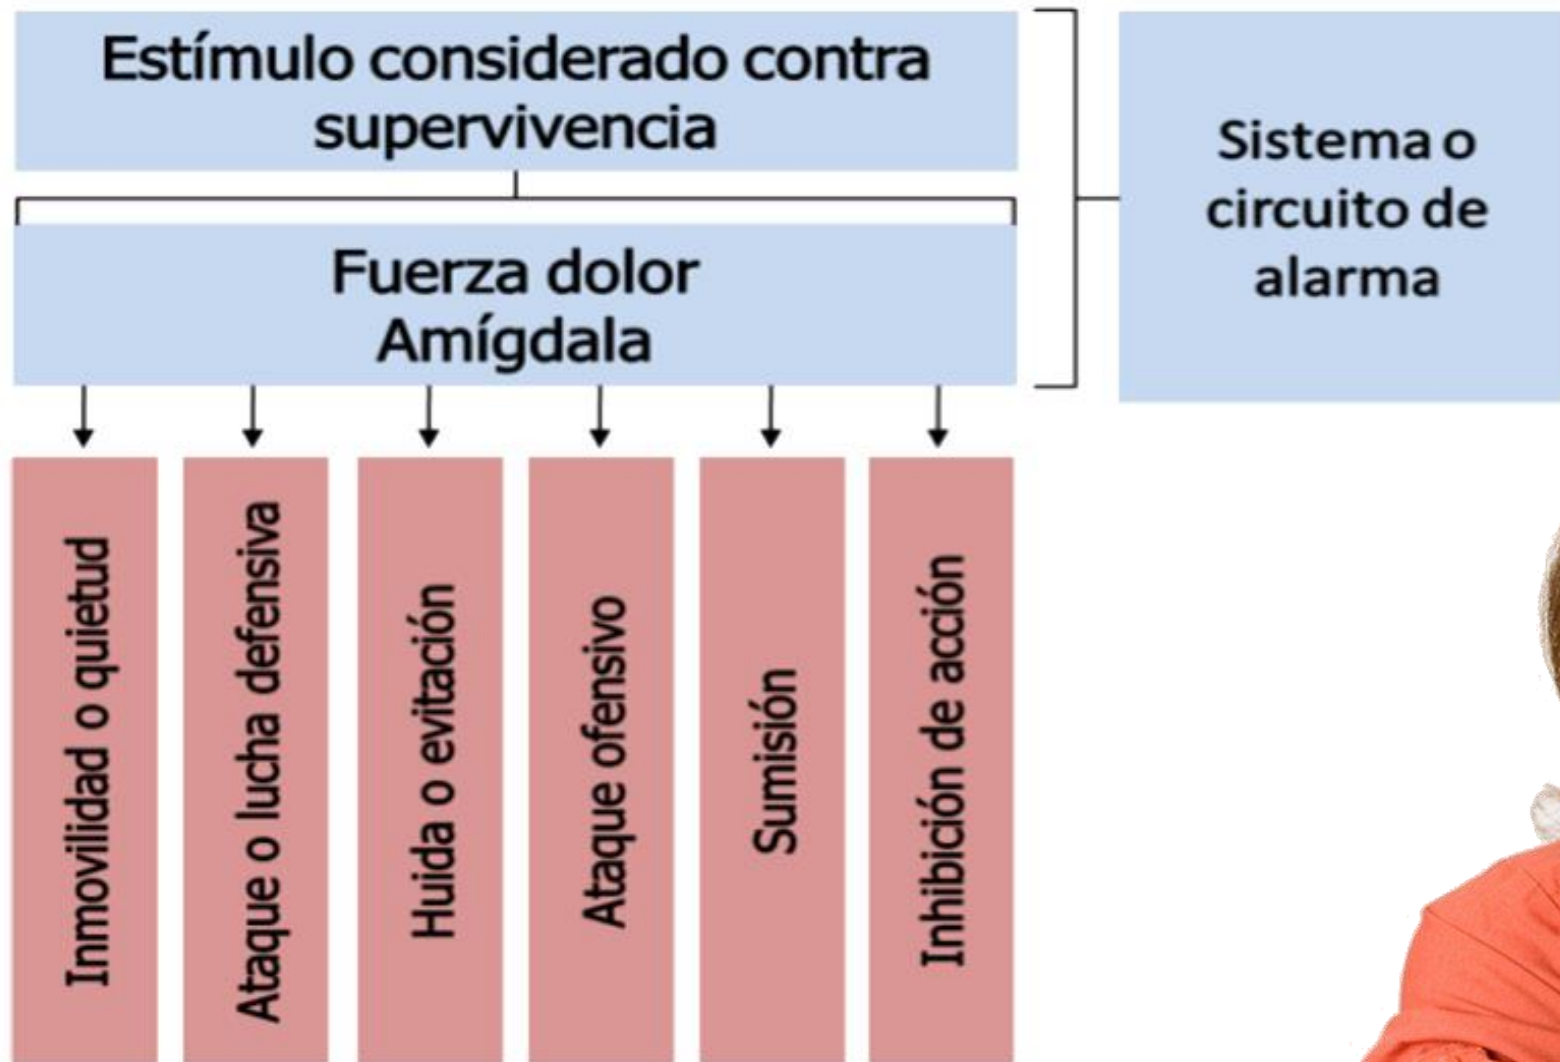 Estímulo considerado contra
supervivencia
Sistema o
circuito de
alarma
Fuerza dolor
Amígdala
Inmovilidad o quietud
Ataque o lucha defensiva
Huida o evitación
Ataque ofensivo
Sumisión
Inhibición de acción